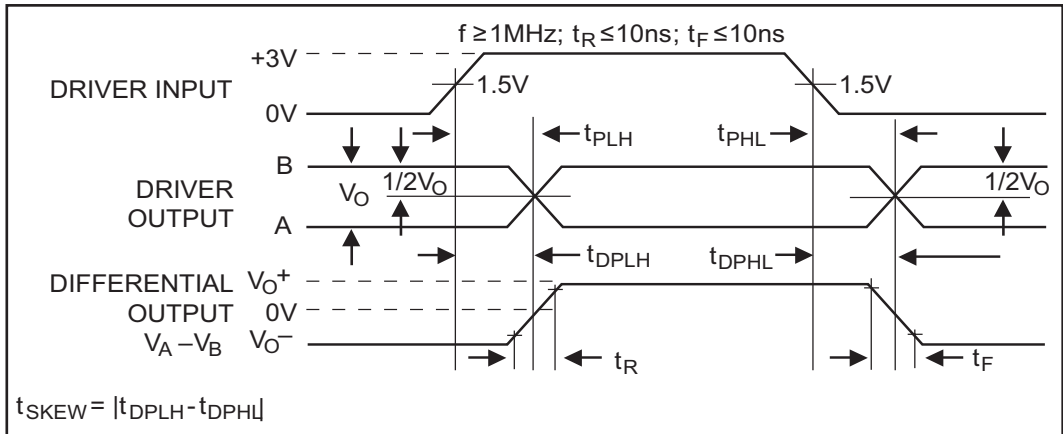 f ≥ 1MHz; tR ≤ 10ns; tF ≤ 10ns
+3V
DRIVER INPUT
1.5V
1.5V
0V
tPLH
tPHL
B
DRIVER
OUTPUT
VO
1/2VO
1/2VO
A
tDPLH
tDPHL
DIFFERENTIAL
OUTPUT
VA –VB
VO+
0V
VO–
tR
tF
tSKEW = |tDPLH - tDPHL|